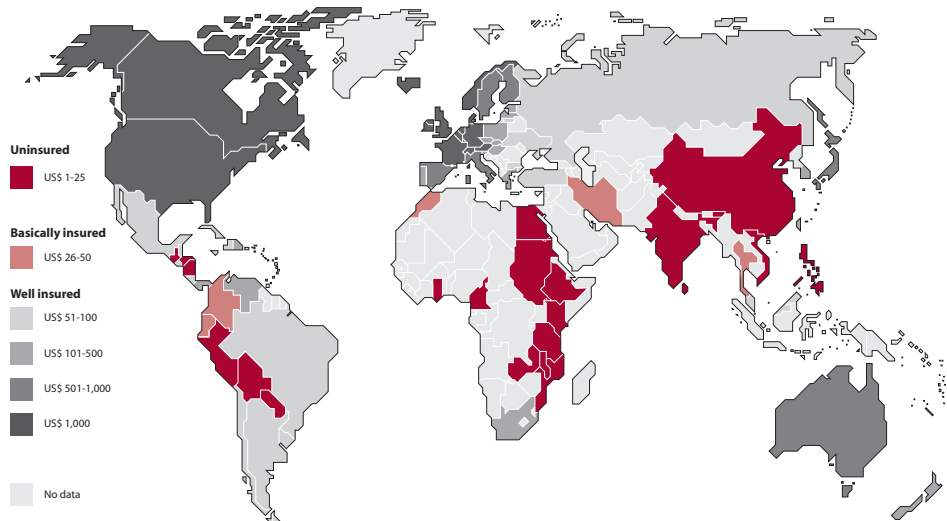 Uninsured
US$ 1-25
Basically insured
US$ 26-50
Well insured
US$ 51-100
US$ 101-500
US$ 501-1,000
US$ 1,000
No data